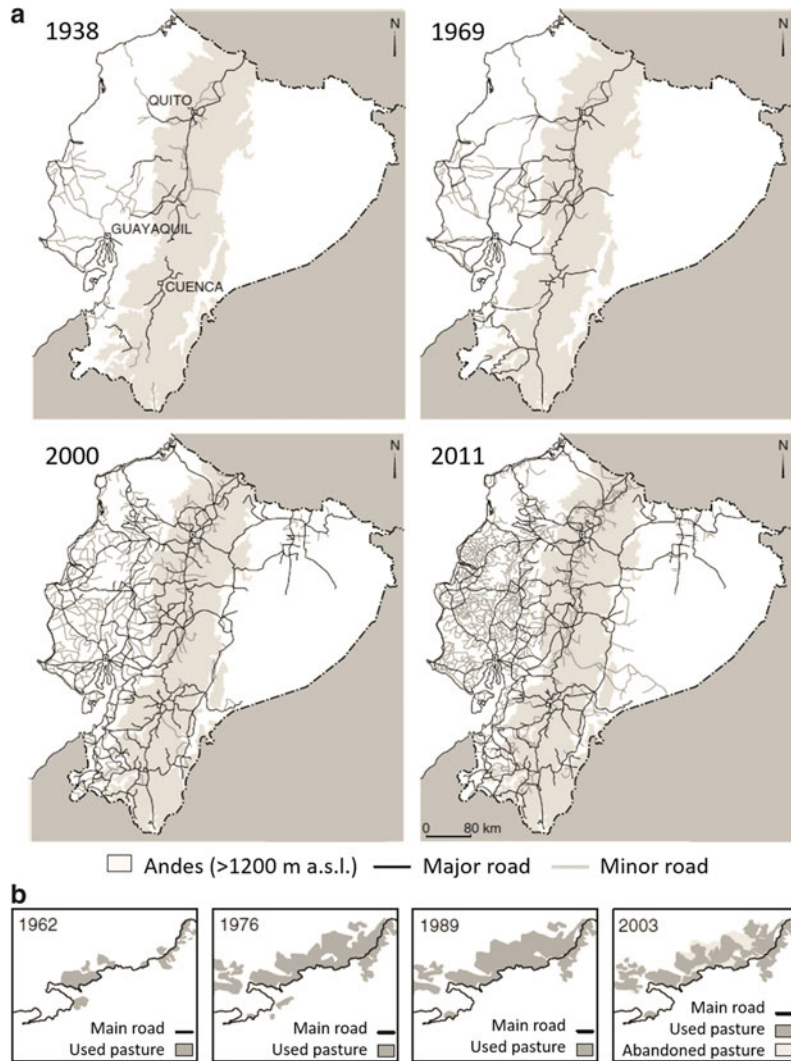 a
1938
N
QUITO
GUAYAQUIL
CUENCA
1969
N
2000
N
2011
N
0 80 km
Andes (>1200 m a.s.l.) Major road Minor road
b
1962
Main road
Used pasture
1976
Main road
Used pasture
1989
Main road
Used pasture
2003
Main road
Used pasture
Abandoned pasture